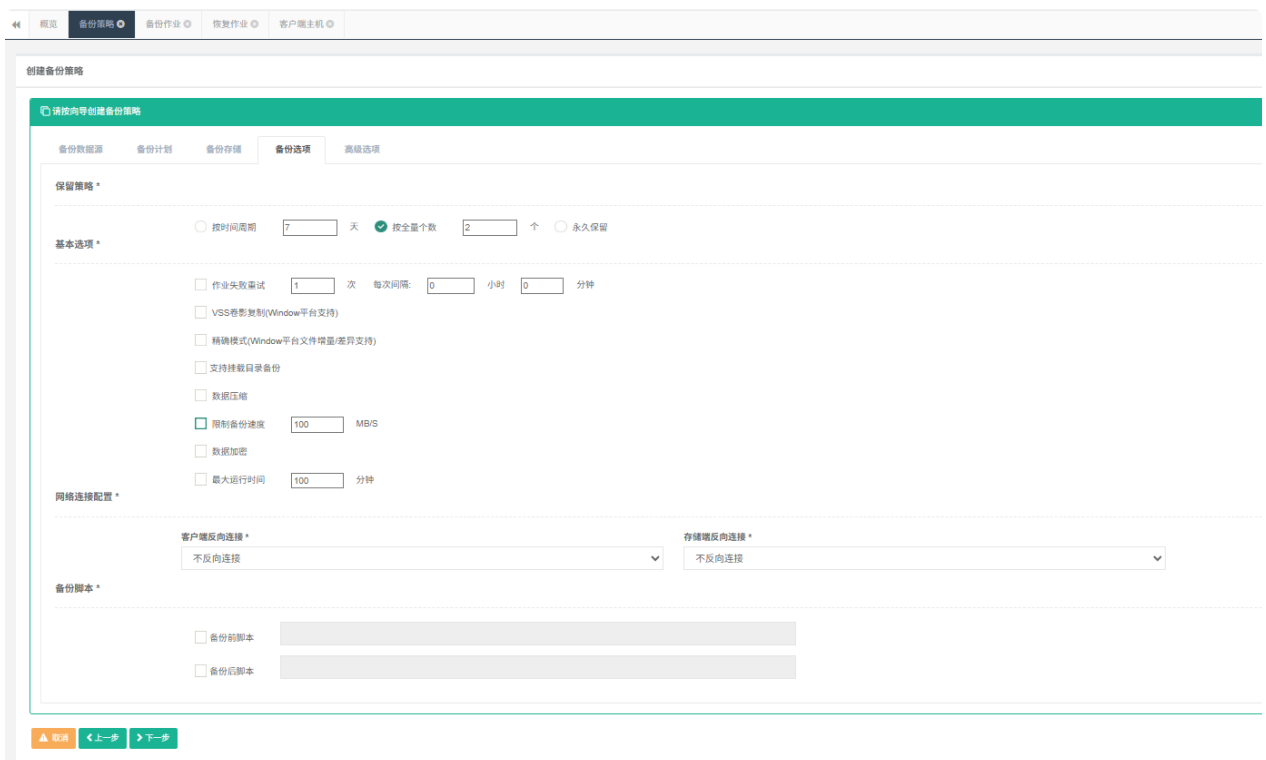 概览 备份策略 备份作业 恢复作业 客户端主机
创建备份策略
请按向导创建备份策略
备份数据源 备份计划 备份存储 备份选项 高级选项
保留策略 *
按时间周期 7 天 按全量个数 2 个 永久保留
基本选项 *
作业失败重试 1 次 每次间隔: 0 小时 0 分钟
VSS卷影复制(Window平台支持)
精确模式(Window平台文件增量/差异支持)
支持挂载目录备份
数据压缩
限制备份速度 100 MB/S
数据加密
最大运行时间 100 分钟
网络连接配置 *
客户端反向连接 * 存储端反向连接 *
不反向连接 不反向连接
备份脚本 *
备份前脚本
备份后脚本
取消 上一步 下一步